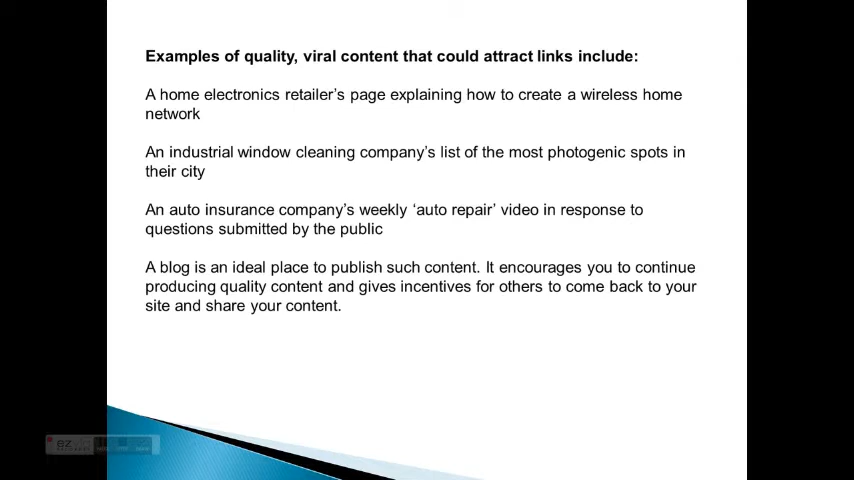 Examples of quality, viral content that could attract links include:
A home electronics retailer’s page explaining how to create a wireless home
network
An industrial window cleaning company’s list of the most photogenic spots in
their city
An auto insurance company’s weekly ‘auto repair’ video in response to
questions submitted by the public
A blog is an ideal place to publish such content. It encourages you to continue
producing quality content and gives incentives for others to come back to your
site and share your content.
ez